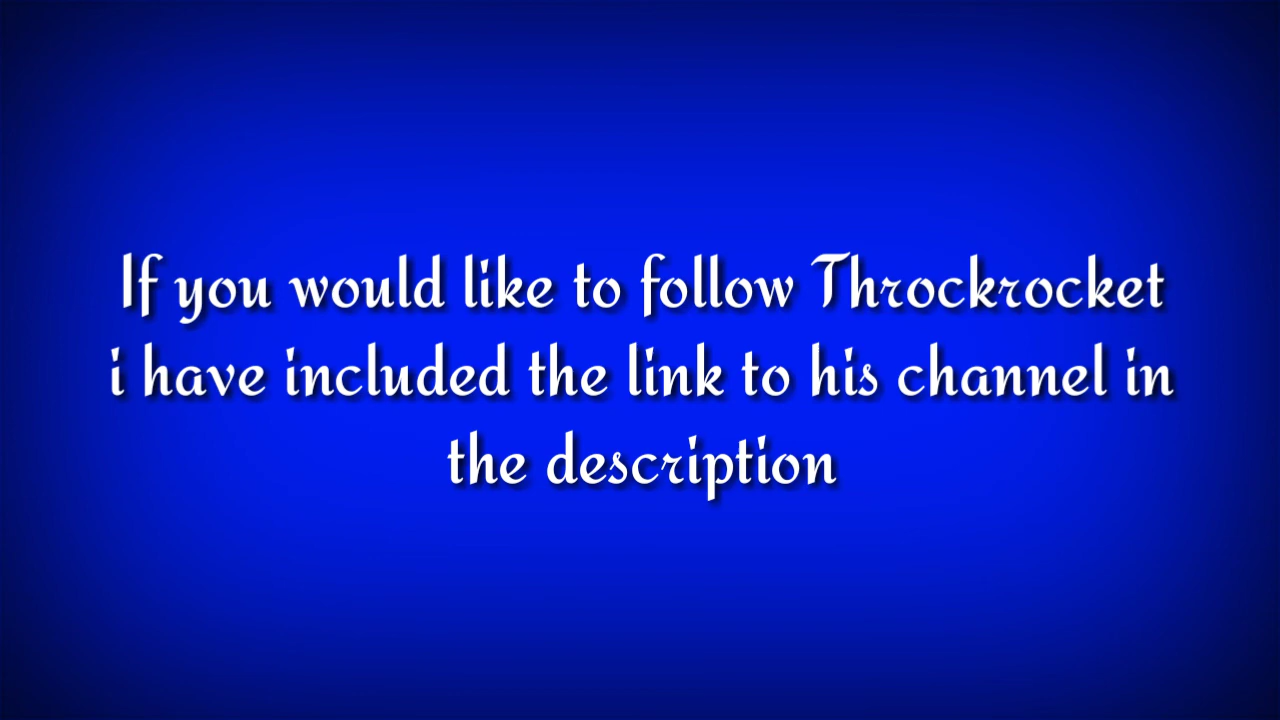 If you would like to follow Throckrocket
i have included the link to his channel in
the description